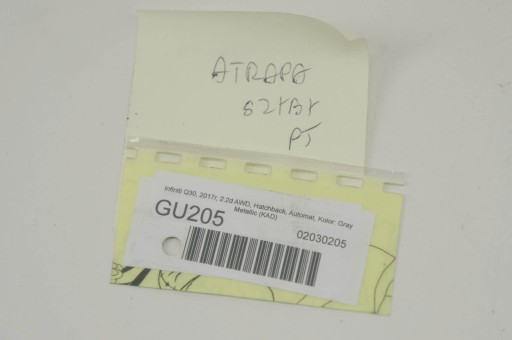 ATRAPA
SZYBY
PT
Infiniti Q30, 2017r, 2.2d AWD, Hatchback, Automat, Kolor: Gray
Metallic (KAD)
GU205
02030205